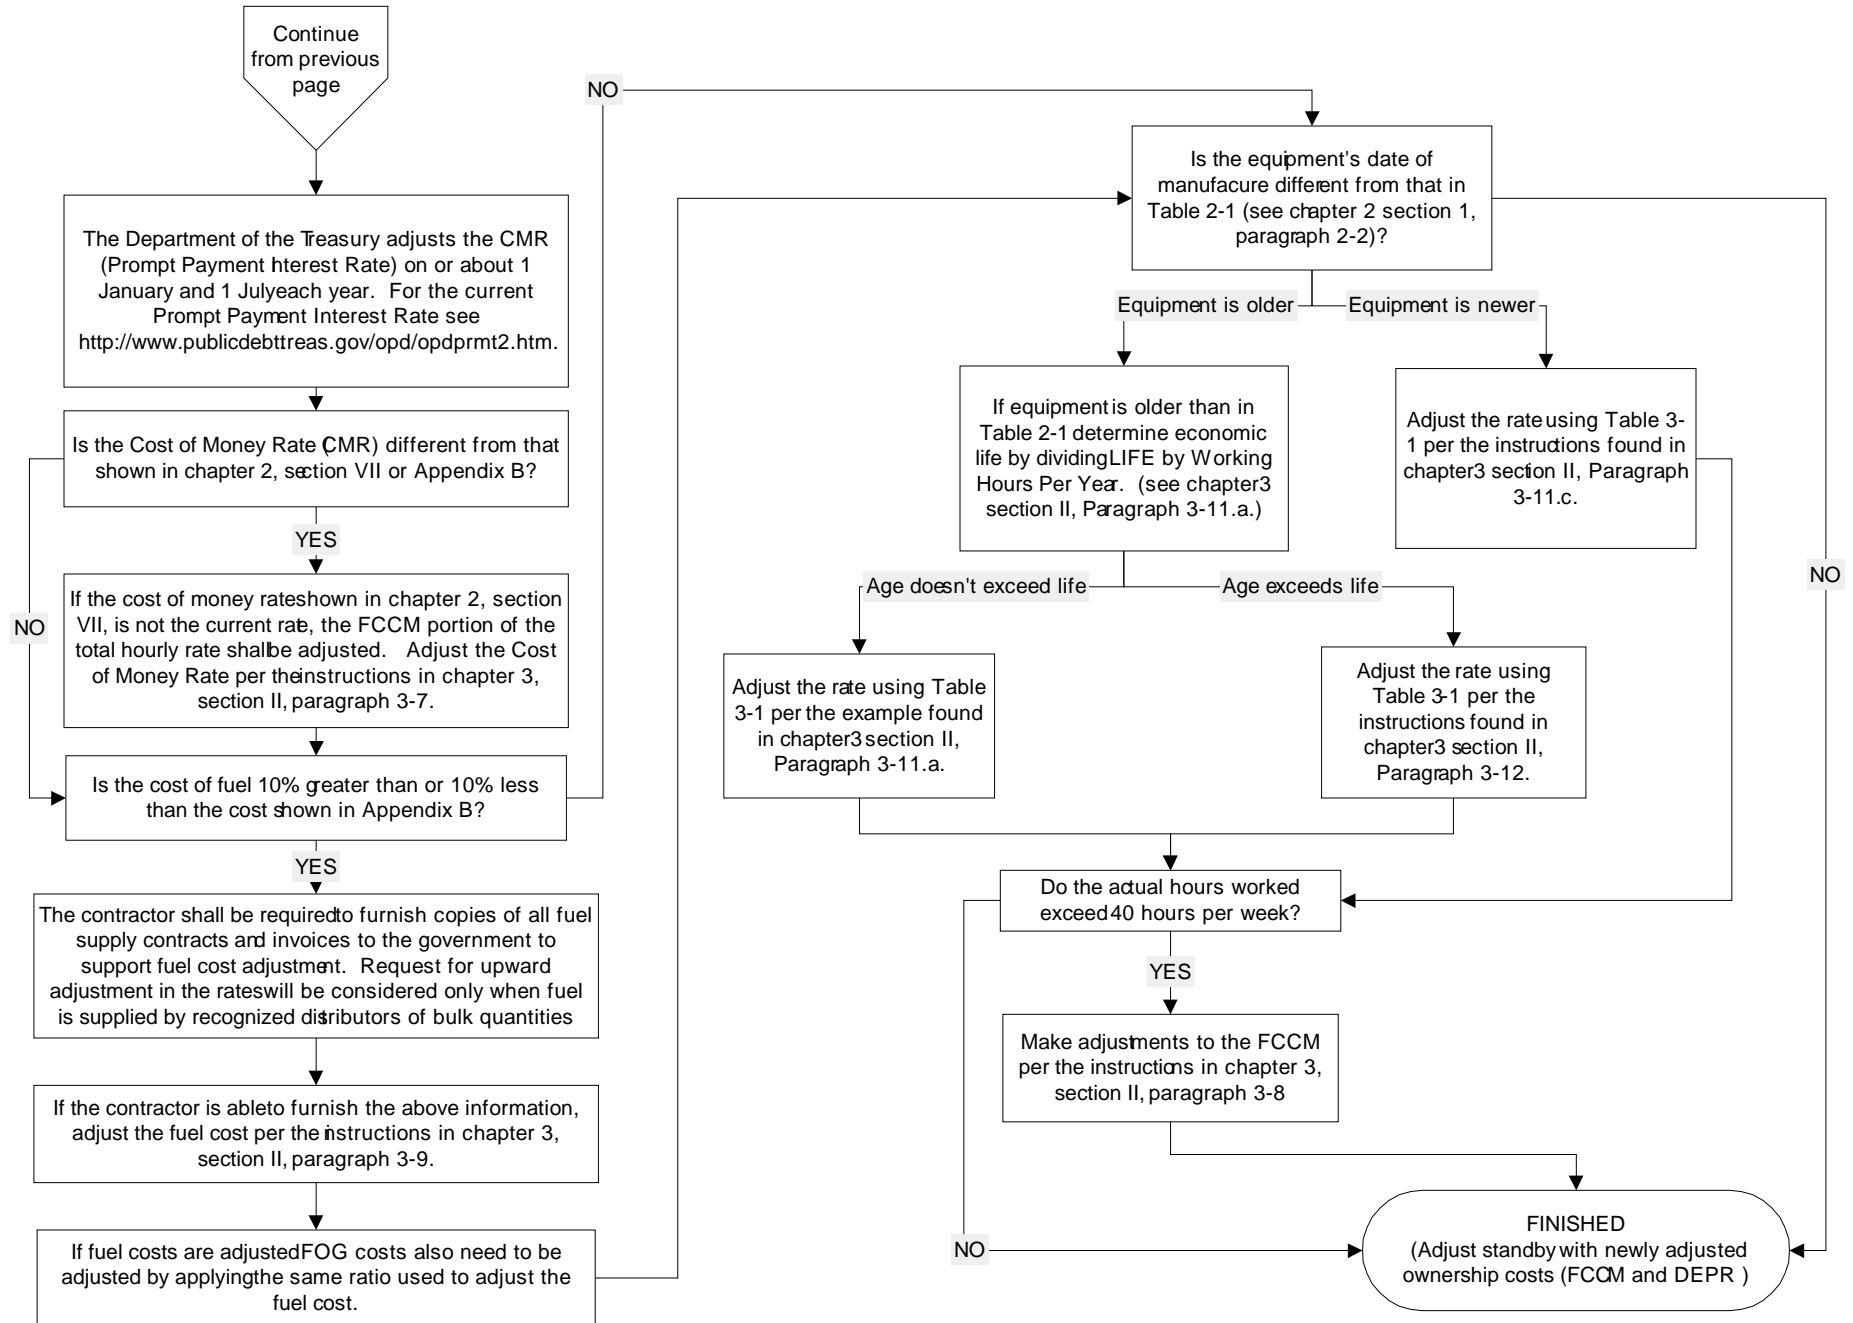 Continue
from previous
page
The Department of the Treasury adjusts the CMR
(Prompt Payment Interest Rate) on or about 1
January and 1 July each year. For the current
Prompt Payment Interest Rate see
http://www.publicdebt.treas.gov/opd/opdprmt2.htm.
Is the Cost of Money Rate (CMR) different from that
shown in chapter 2, section VII or Appendix B?
NO
YES
If the cost of money rate shown in chapter 2, section
VII, is not the current rate, the FCCM portion of the
total hourly rate shall be adjusted. Adjust the Cost
of Money Rate per the instructions in chapter 3,
section II, paragraph 3-7.
Is the cost of fuel 10% greater than or 10% less
than the cost shown in Appendix B?
NO
YES
The contractor shall be required to furnish copies of all fuel
supply contracts and invoices to the government to
support fuel cost adjustment. Request for upward
adjustment in the rates will be considered only when fuel
is supplied by recognized distributors of bulk quantities
If the contractor is able to furnish the above information,
adjust the fuel cost per the instructions in chapter 3,
section II, paragraph 3-9.
If fuel costs are adjusted FOG costs also need to be
adjusted by applying the same ratio used to adjust the
fuel cost.
Is the equipment's date of
manufacure different from that in
Table 2-1 (see chapter 2 section 1,
paragraph 2-2)?
Equipment is older
Equipment is newer
NO
If equipment is older than in
Table 2-1 determine economic
life by dividing LIFE by Working
Hours Per Year. (see chapter 3
section II, Paragraph 3-11.a.)
Adjust the rate using Table 3-
1 per the instructions found in
chapter 3 section II, Paragraph
3-11.c.
Age doesn't exceed life
Age exceeds life
Adjust the rate using Table
3-1 per the example found
in chapter 3 section II,
Paragraph 3-11.a.
Adjust the rate using
Table 3-1 per the
instructions found in
chapter 3 section II,
Paragraph 3-12.
Do the actual hours worked
exceed 40 hours per week?
YES
NO
Make adjustments to the FCCM
per the instructions in chapter 3,
section II, paragraph 3-8
FINISHED
(Adjust standby with newly adjusted
ownership costs (FCCM and DEPR )